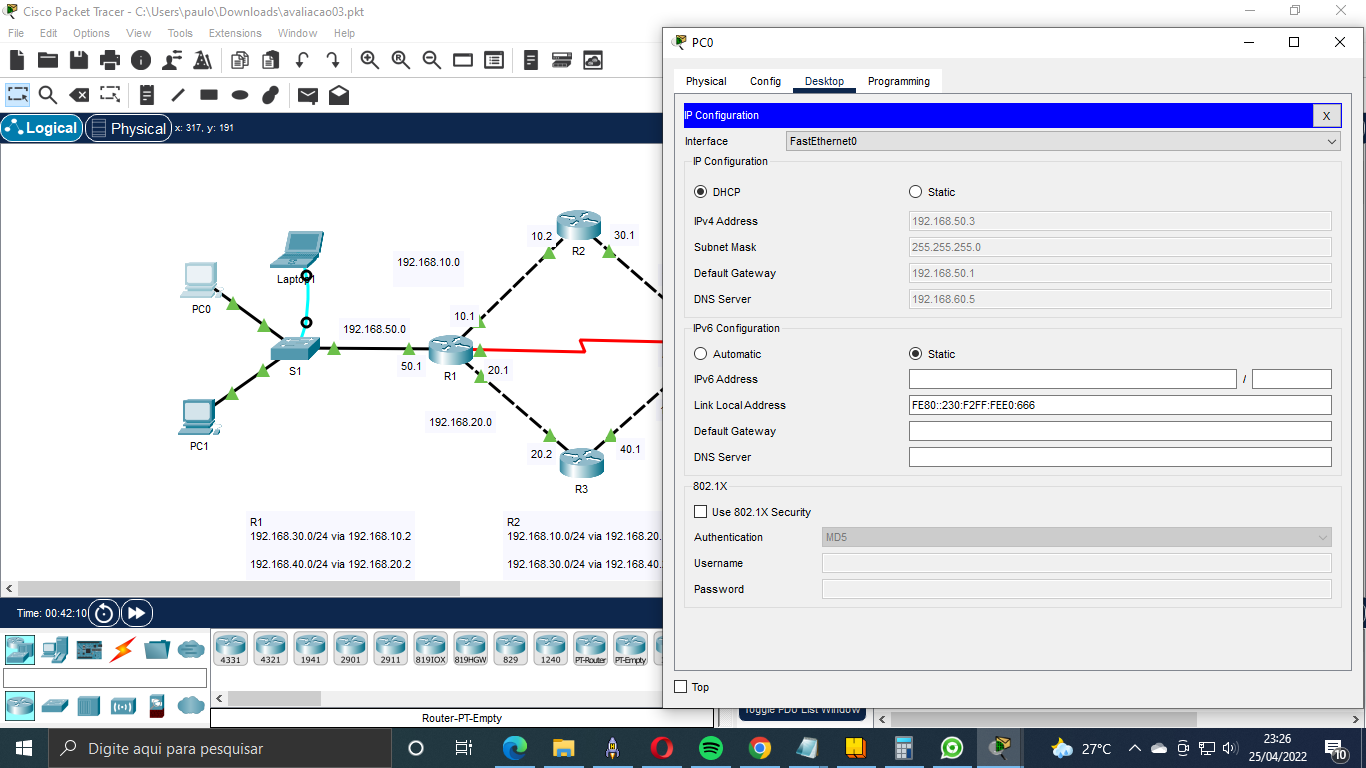 Cisco Packet Tracer - C:\Users\paulo\Downloads\avaliacao03.pkt
File Edit Options View Tools Extensions Window Help
Logical Physical x: 317, y: 191
192.168.10.0
10.2
30.1
R2
Laptop1
PC0
10.1
192.168.50.0
50.1
R1
20.1
S1
192.168.20.0
PC1
20.2
40.1
R3
R1
192.168.30.0/24 via 192.168.10.2
192.168.40.0/24 via 192.168.20.2
R2
192.168.10.0/24 via 192.168.20.
192.168.30.0/24 via 192.168.40.
Time: 00:42:10
4331 4321 1941 2901 2911 819IOX 819HGW 829 1240 PT-Router PT-Empty
Router-PT-Empty
Toggle PDU List Window
PC0
Physical Config Desktop Programming
IP Configuration X
Interface FastEthernet0
IP Configuration
DHCP Static
IPv4 Address 192.168.50.3
Subnet Mask 255.255.255.0
Default Gateway 192.168.50.1
DNS Server 192.168.60.5
IPv6 Configuration
Automatic Static
IPv6 Address /
Link Local Address FE80::230:F2FF:FEE0:666
Default Gateway
DNS Server
802.1X
Use 802.1X Security
Authentication MD5
Username
Password
Top
Digite aqui para pesquisar
27°C
23:26
25/04/2022
10